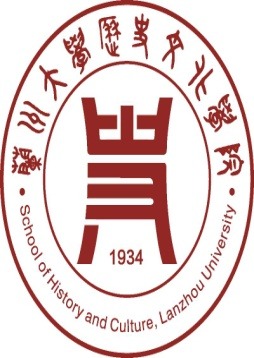 蘭州大學歷史文化學院
1934
• School of History and Culture, Lanzhou University •